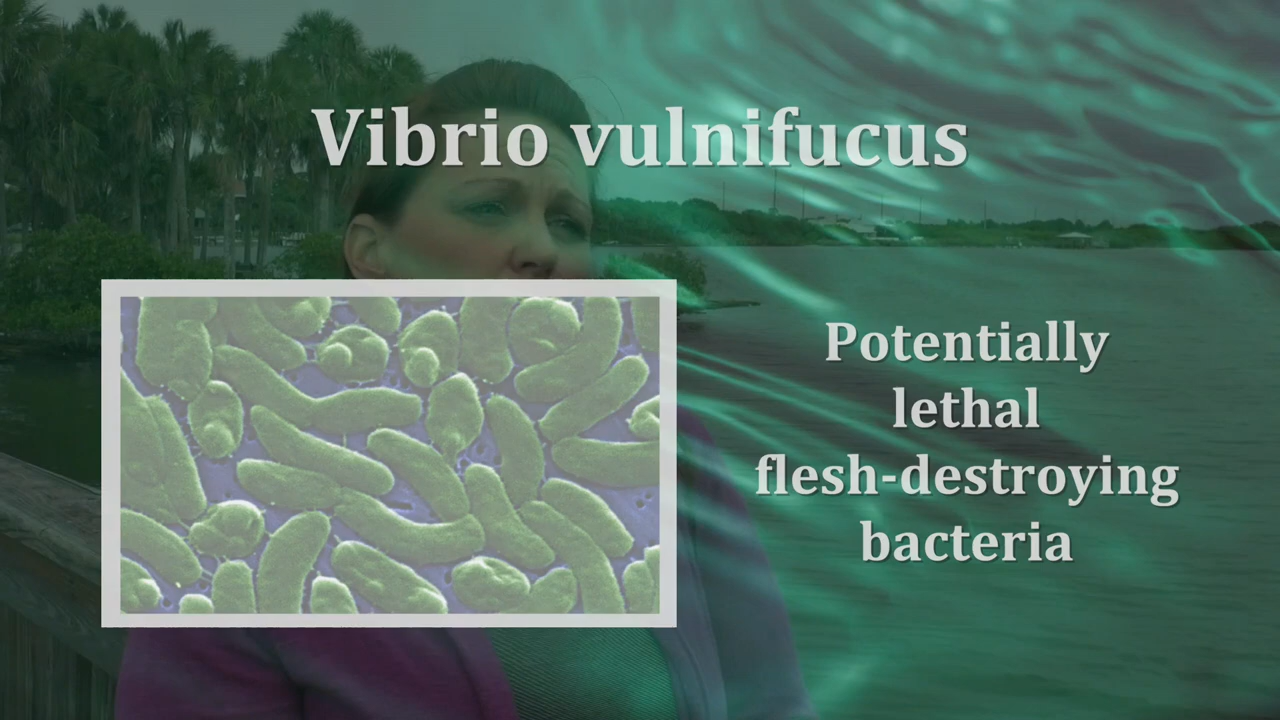 Vibrio vulnifucus
Potentially
lethal
flesh-destroying
bacteria